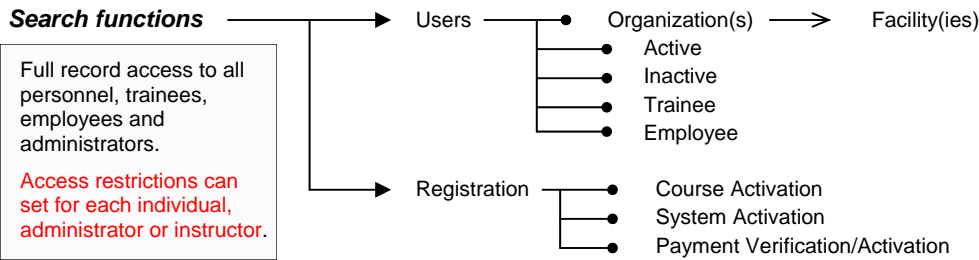 Search functions
Users
Organization(s)
Facility(ies)
Active
Inactive
Trainee
Employee
Full record access to all
personnel, trainees,
employees and
administrators.
Access restrictions can
set for each individual,
administrator or instructor.
Registration
Course Activation
System Activation
Payment Verification/Activation